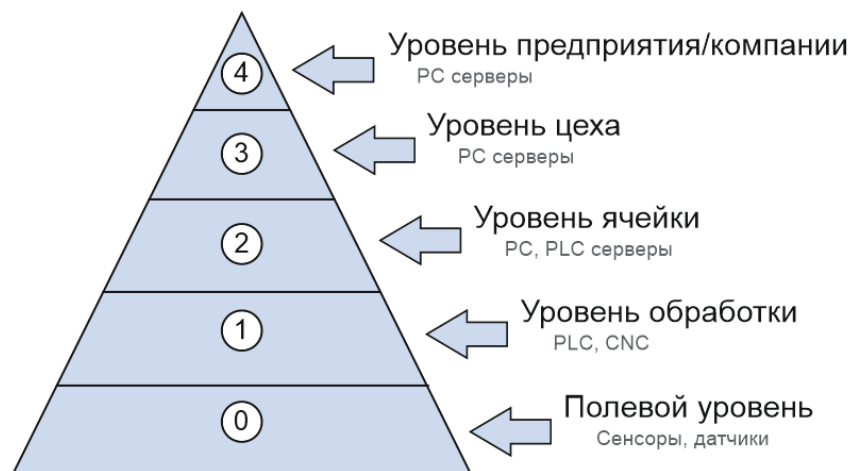 4
Уровень предприятия/компании
PC серверы
3
Уровень цеха
PC серверы
2
Уровень ячейки
PC, PLC серверы
1
Уровень обработки
PLC, CNC
0
Полевой уровень
Сенсоры, датчики